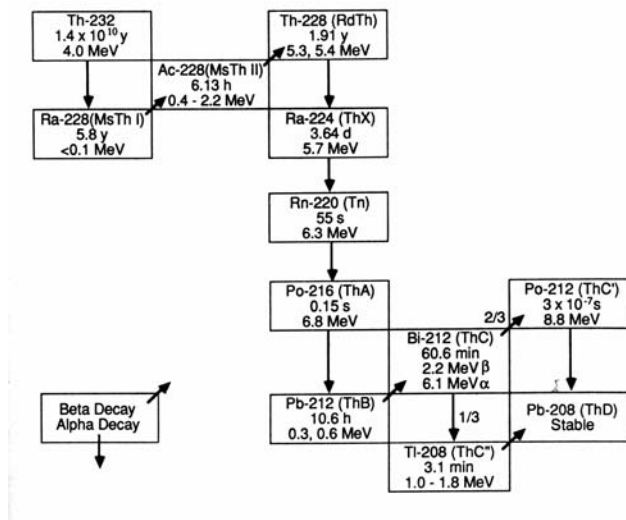 Th-232
1.4 x 10¹⁰ y
4.0 MeV
Th-228 (RdTh)
1.91 y
5.3, 5.4 MeV
Ac-228(MsTh II)
6.13 h
0.4 - 2.2 MeV
Ra-228(MsTh I)
5.8 y
<0.1 MeV
Ra-224 (ThX)
3.64 d
5.7 MeV
Rn-220 (Tn)
55 s
6.3 MeV
Po-216 (ThA)
0.15 s
6.8 MeV
Po-212 (ThC')
3 x 10⁻⁷s
8.8 MeV
2/3
Bi-212 (ThC)
60.6 min
2.2 MeV β
6.1 MeV α
Pb-212 (ThB)
10.6 h
0.3, 0.6 MeV
1/3
Pb-208 (ThD)
Stable
Tl-208 (ThC")
3.1 min
1.0 - 1.8 MeV
Beta Decay
Alpha Decay